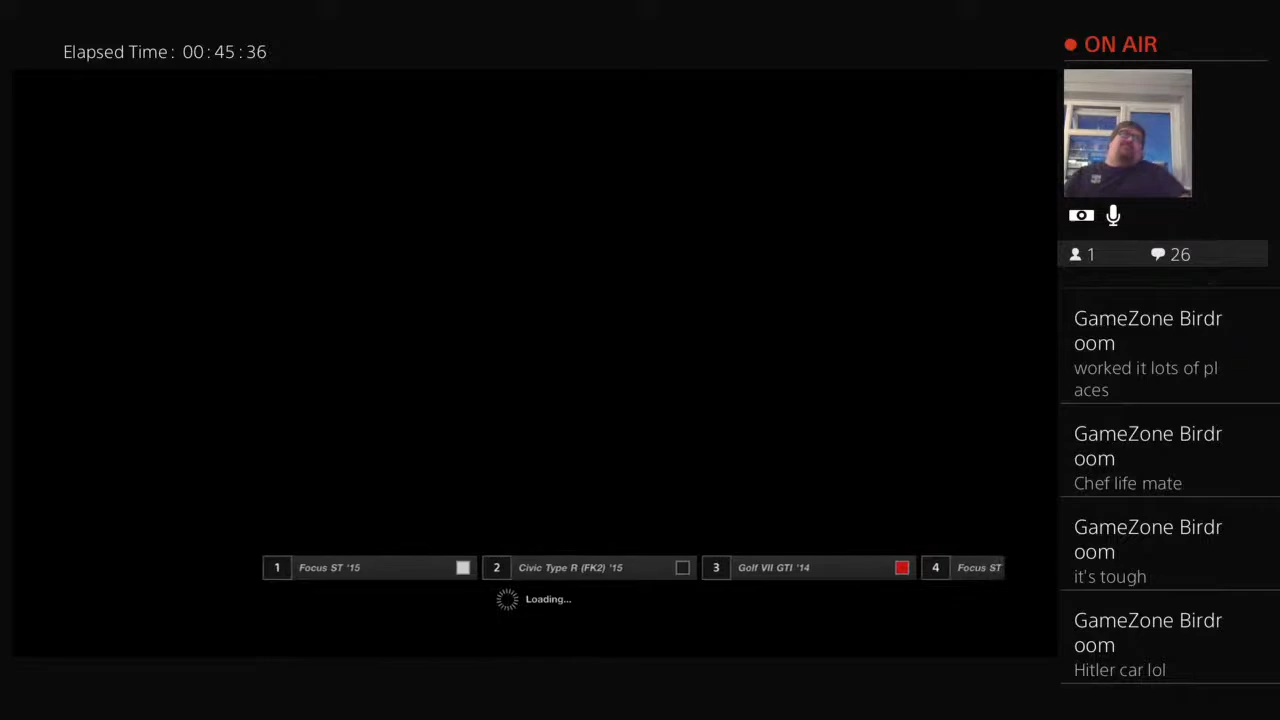 Elapsed Time: 00:45:36
ON AIR
1 26
GameZone Birdr
oom
worked it lots of pl
aces
GameZone Birdr
oom
Chef life mate
GameZone Birdr
oom
it's tough
GameZone Birdr
oom
Hitler car lol
1 Focus ST '15 2 Civic Type R (FK2) '15 3 Golf VII GTI '14 4 Focus ST
Loading...